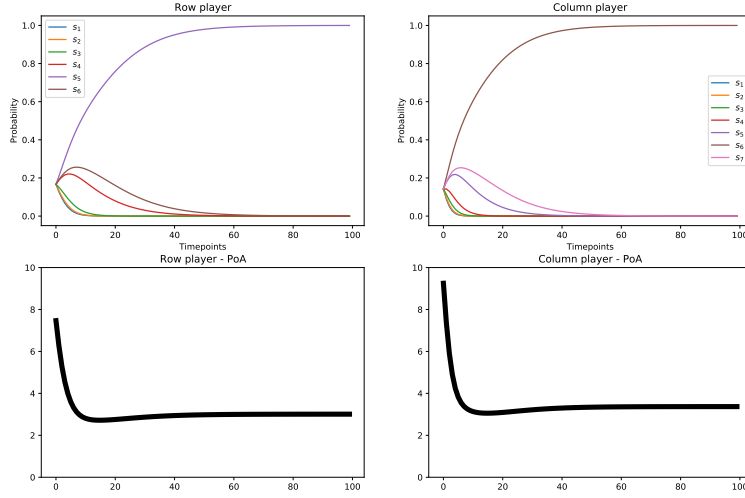 Row player
Column player
1.0
0.8
0.6
0.4
0.2
0.0
Probability
s1
s2
s3
s4
s5
s6
0 20 40 60 80 100
Timepoints
1.0
0.8
0.6
0.4
0.2
0.0
Probability
s1
s2
s3
s4
s5
s6
s7
0 20 40 60 80 100
Timepoints
Row player - PoA
10
8
6
4
2
0
0 20 40 60 80 100
Column player - PoA
10
8
6
4
2
0
0 20 40 60 80 100